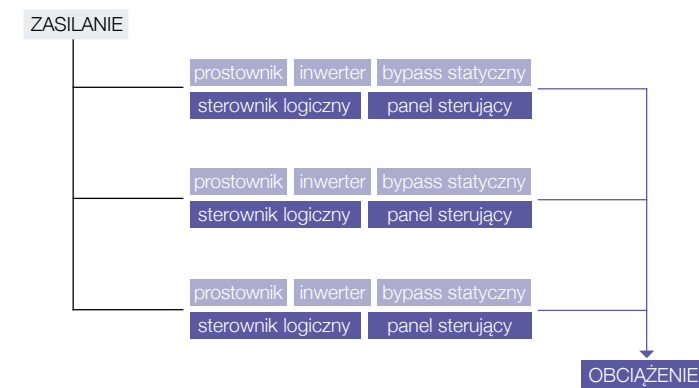 ZASILANIE
prostownik inwerter bypass statyczny
sterownik logiczny panel sterujący
prostownik inwerter bypass statyczny
sterownik logiczny panel sterujący
prostownik inwerter bypass statyczny
sterownik logiczny panel sterujący
OBCIĄŻENIE